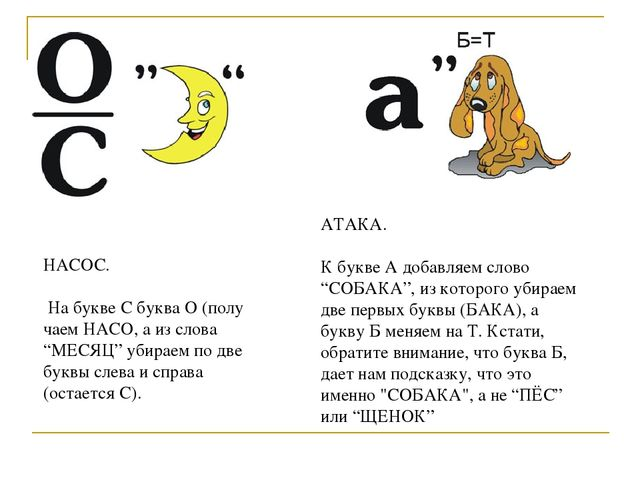 О
С
” “
НАСОС.
На букве С буква О (полу
чаем НАСО, а из слова
“МЕСЯЦ” убираем по две
буквы слева и справа
(остается С).
Б=Т
а”
АТАКА.
К букве А добавляем слово
“СОБАКА”, из которого убираем
две первых буквы (БАКА), а
букву Б меняем на Т. Кстати,
обратите внимание, что буква Б,
дает нам подсказку, что это
именно "СОБАКА", а не “ПЁС”
или “ЩЕНОК”